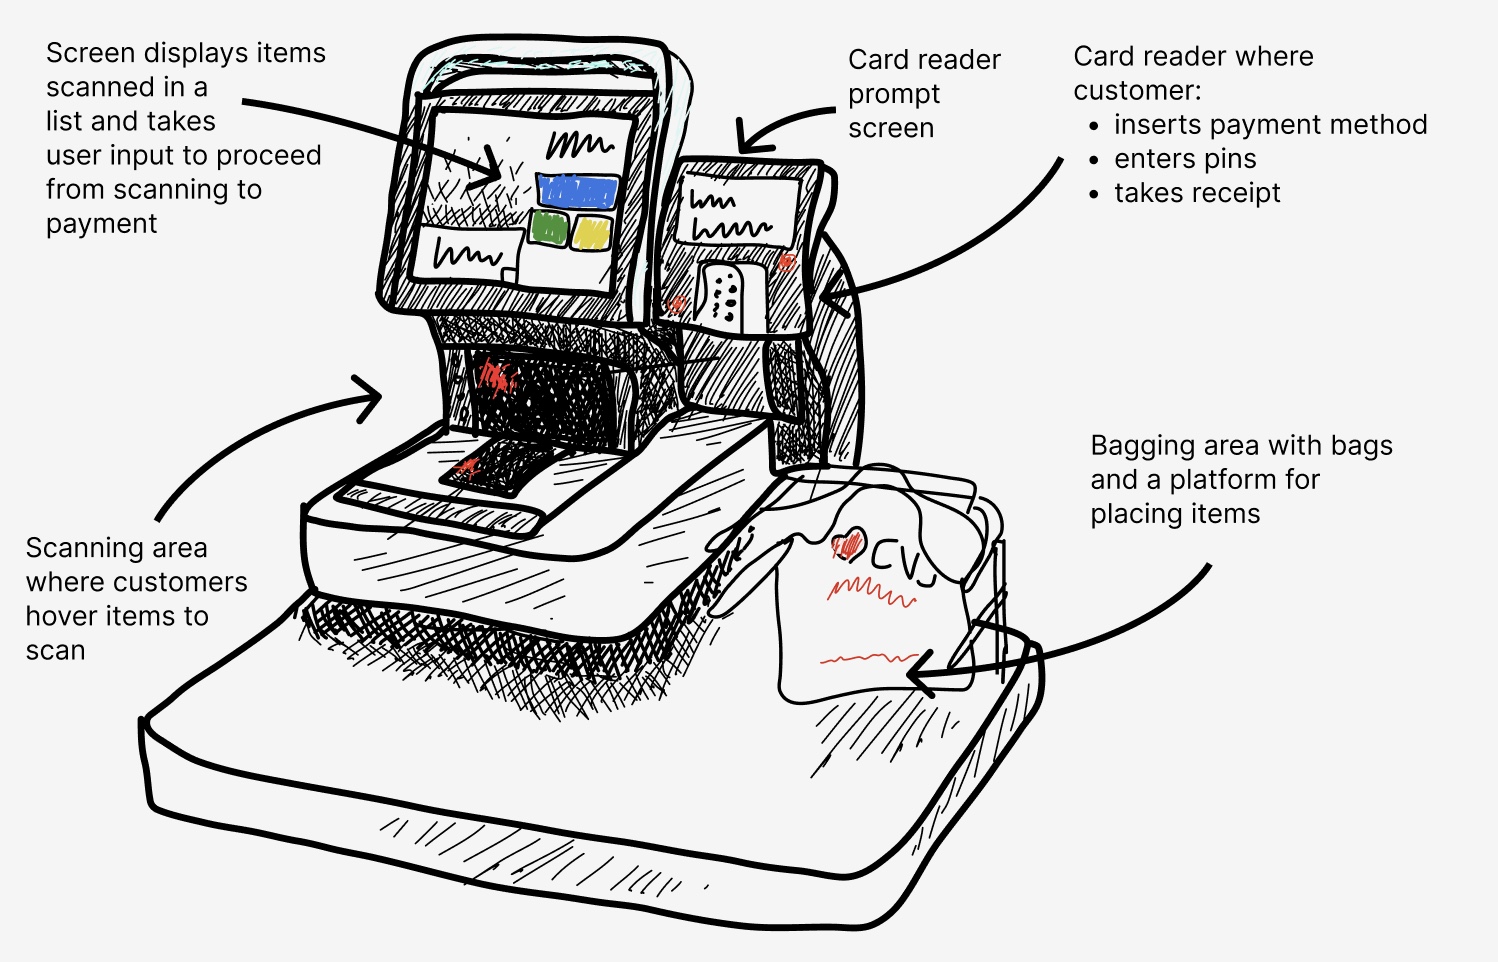 Screen displays items
scanned in a
list and takes
user input to proceed
from scanning to
payment
Card reader
prompt
screen
Card reader where
customer:
• inserts payment method
• enters pins
• takes receipt
Scanning area
where customers
hover items to
scan
Bagging area with bags
and a platform for
placing items
CVS